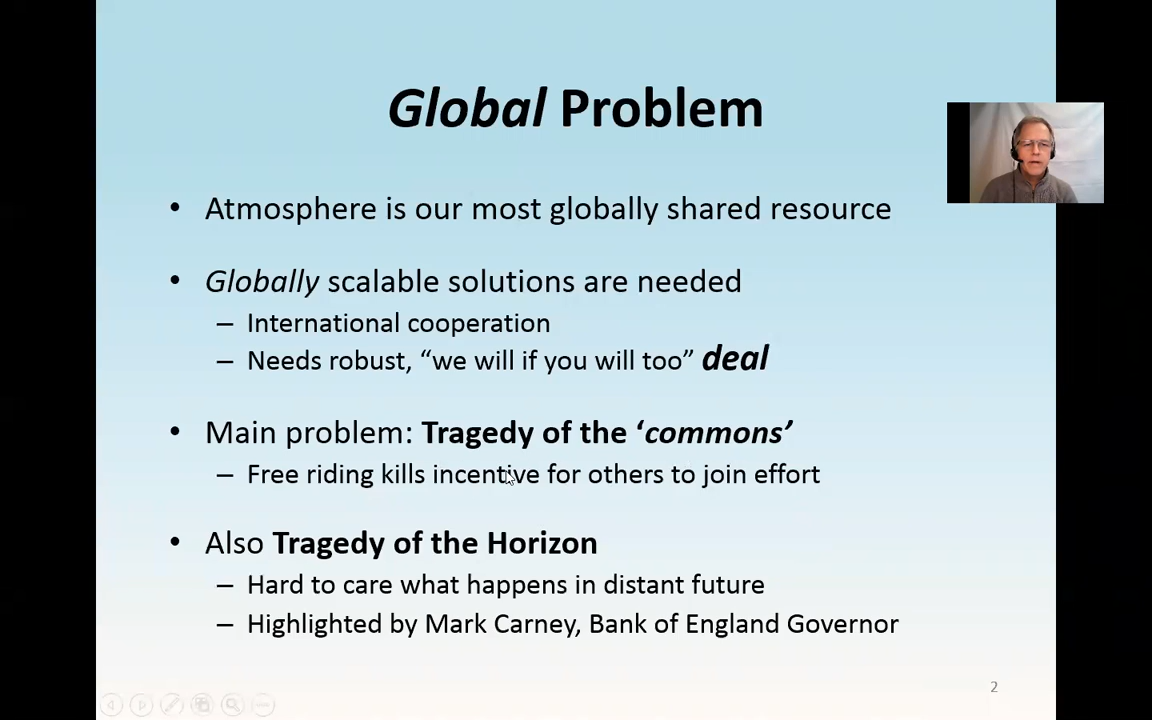 Global Problem
• Atmosphere is our most globally shared resource
• Globally scalable solutions are needed
– International cooperation
– Needs robust, “we will if you will too” deal
• Main problem: Tragedy of the ‘commons’
– Free riding kills incentive for others to join effort
• Also Tragedy of the Horizon
– Hard to care what happens in distant future
– Highlighted by Mark Carney, Bank of England Governor
2